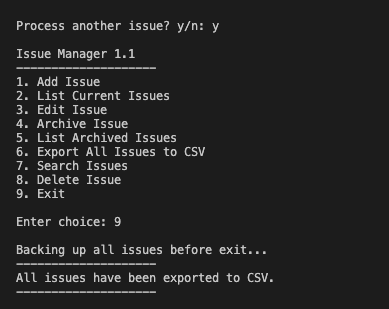 Process another issue? y/n: y
Issue Manager 1.1
--------------------
1. Add Issue
2. List Current Issues
3. Edit Issue
4. Archive Issue
5. List Archived Issues
6. Export All Issues to CSV
7. Search Issues
8. Delete Issue
9. Exit
Enter choice: 9
Backing up all issues before exit...
--------------------
All issues have been exported to CSV.
--------------------